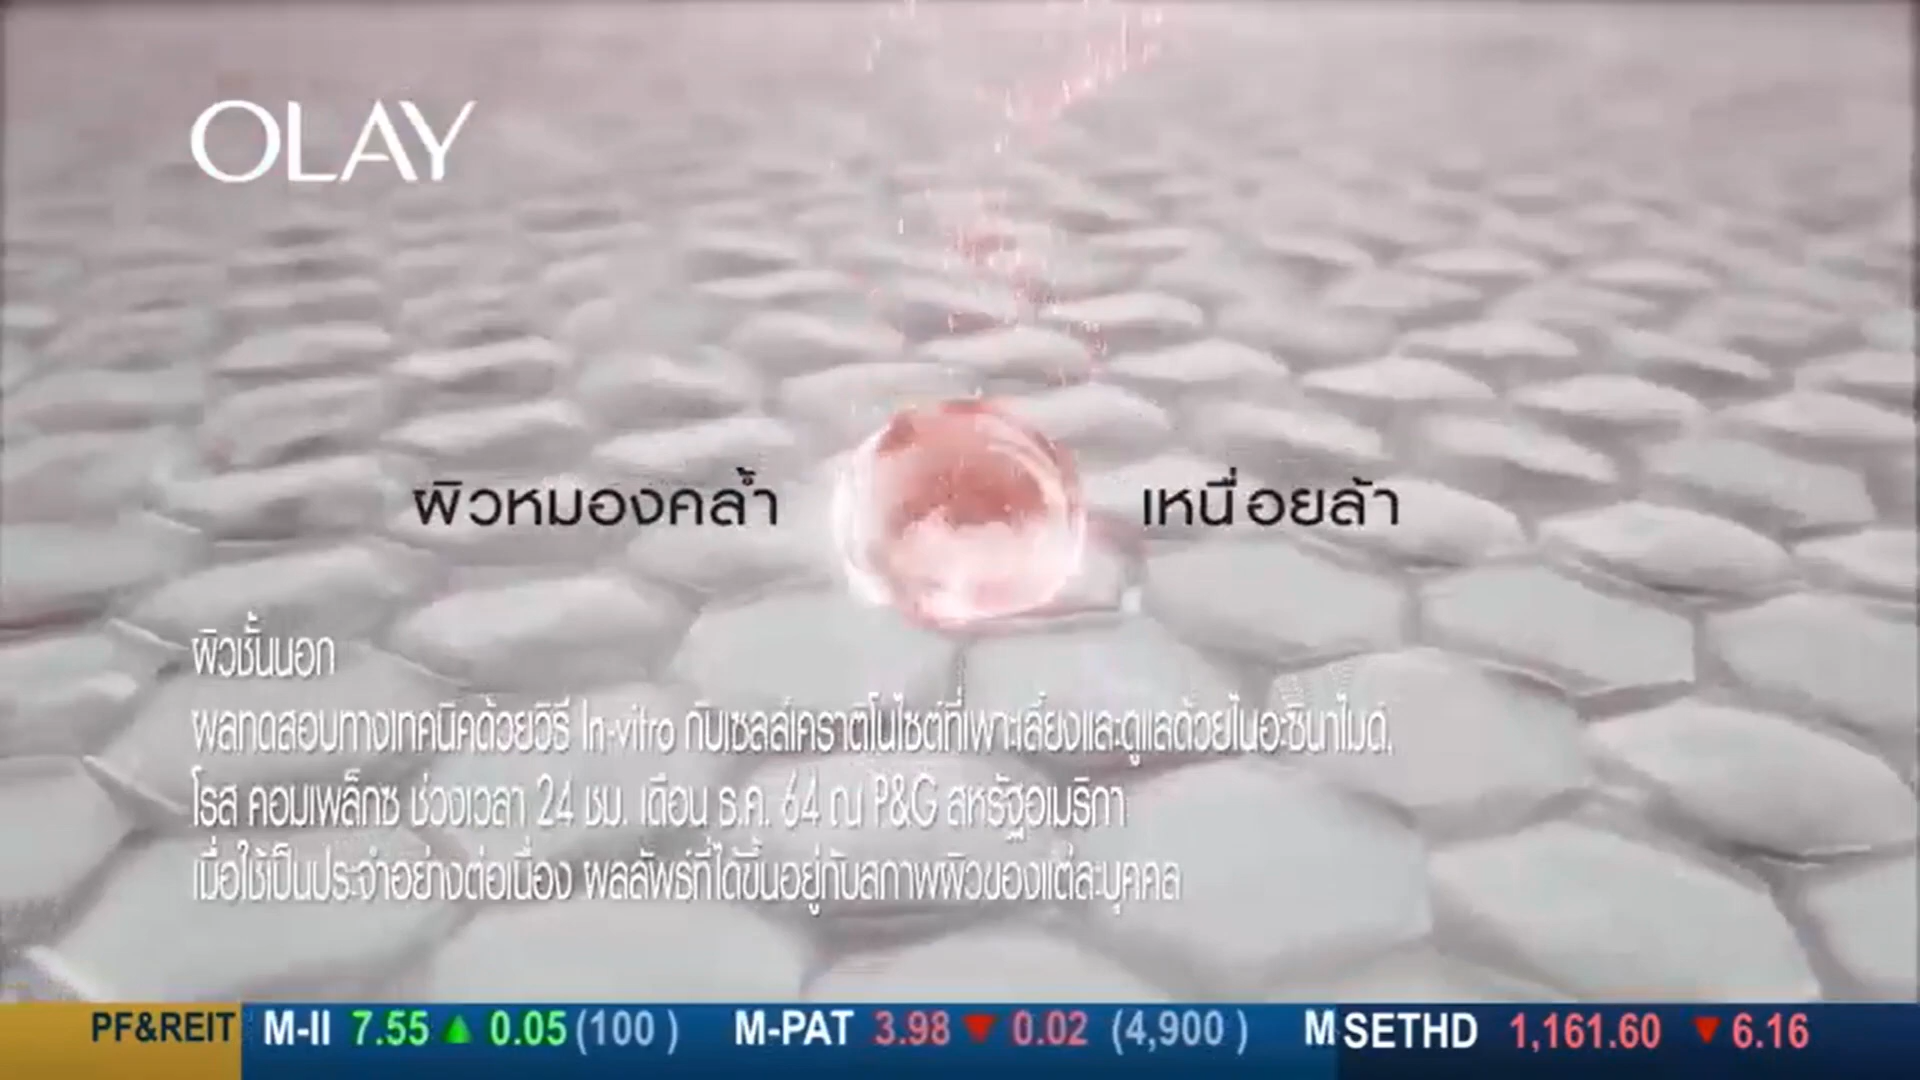 OLAY
ผิวหมองคล้ำ
เหนื่อยล้า
ผิวชั้นนอก
ผลทดสอบทางเทคนิคด้วยวิธี In-vitro กับเซลล์เคราติโนไซต์ที่เพาะเลี้ยงและดูแลด้วยไนอะซินาไมด์,
โรส คอมเพล็กซ ช่วงเวลา 24 ชม. เดือน ธ.ค. 64 ณ P&G สหรัฐอเมริกา
เมื่อใช้เป็นประจำอย่างต่อเนื่อง ผลลัพธ์ที่ได้ขึ้นอยู่กับสภาพผิวของแต่ละบุคคล
PF&REIT M-II 7.55 ▲ 0.05 (100 ) M-PAT 3.98 ▼ 0.02 (4,900 ) M SETHD 1,161.60 ▼ 6.16